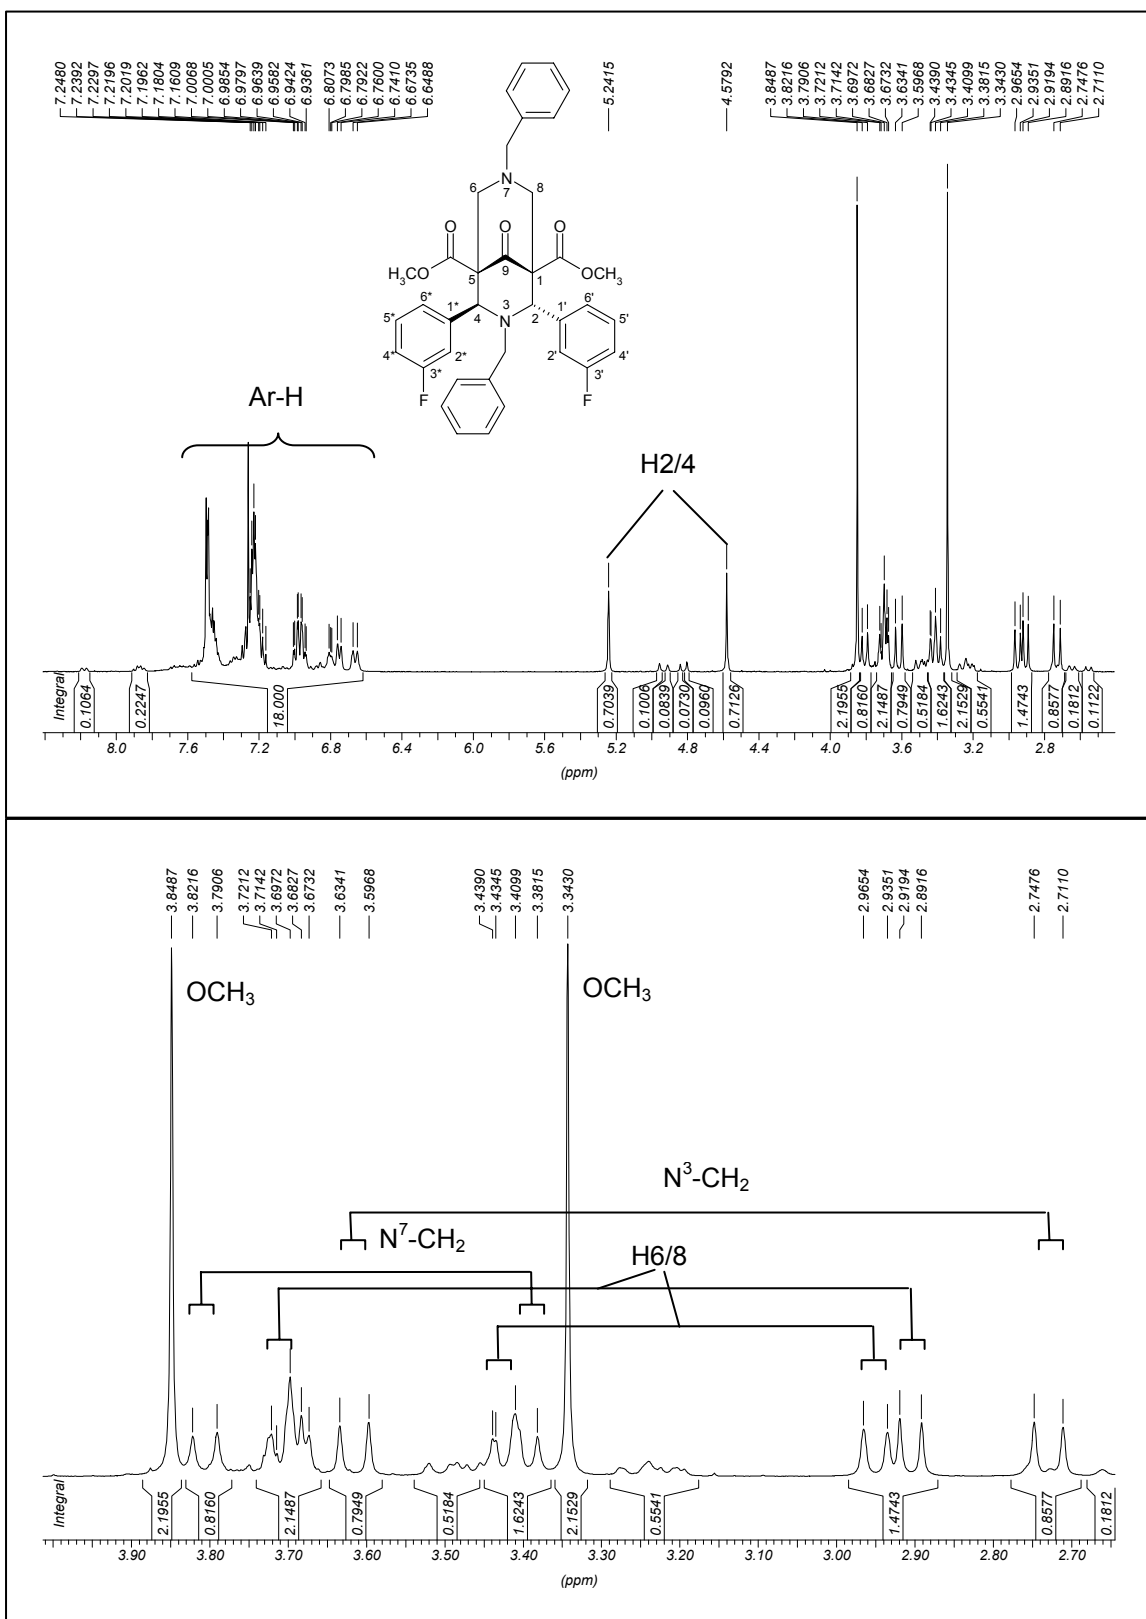 7.2480 7.2392 7.2297 7.2196 7.2019 7.1962 7.1804 7.1609 7.0068 7.0005 6.9854 6.9797 6.9639 6.9582 6.9424 6.9361 6.8073 6.7985 6.7922 6.7600 6.7410 6.6735 6.6488 5.2415 4.5792 3.8487 3.8216 3.7906 3.7212 3.7142 3.6972 3.6827 3.6732 3.6341 3.5968 3.4390 3.4345 3.4099 3.3815 3.3430 2.9654 2.9351 2.9194 2.8916 2.7476 2.7110
N
6 7 8
O O O
H₃CO 5 9 1 OCH₃
6* 1* 4 3 2 1' 6'
5* N 5'
4* 2* 2' 4'
3* 3'
F F
Ar-H
H2/4
Integral 0.1064 0.2247 18.000 0.7039 0.1006 0.0839 0.0730 0.0960 0.7126 2.1955 0.8160 2.1487 0.7949 0.5184 1.6243 2.1529 0.5541 1.4743 0.8577 0.1812 0.1122
8.0 7.6 7.2 6.8 6.4 6.0 5.6 5.2 4.8 4.4 4.0 3.6 3.2 2.8
(ppm)
3.8487 3.8216 3.7906 3.7212 3.7142 3.6972 3.6827 3.6732 3.6341 3.5968 3.4390 3.4345 3.4099 3.3815 3.3430 2.9654 2.9351 2.9194 2.8916 2.7476 2.7110
OCH₃ OCH₃
N³-CH₂
N⁷-CH₂
H6/8
Integral 2.1955 0.8160 2.1487 0.7949 0.5184 1.6243 2.1529 0.5541 1.4743 0.8577 0.1812
3.90 3.80 3.70 3.60 3.50 3.40 3.30 3.20 3.10 3.00 2.90 2.80 2.70
(ppm)